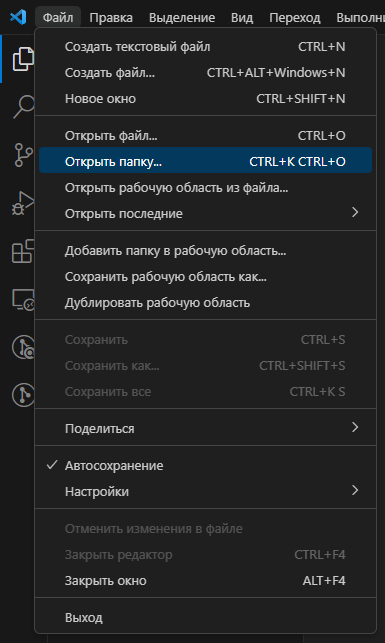 Файл Правка Выделение Вид Переход Выполни
Создать текстовый файл CTRL+N
Создать файл... CTRL+ALT+Windows+N
Новое окно CTRL+SHIFT+N
Открыть файл... CTRL+O
Открыть папку... CTRL+K CTRL+O
Открыть рабочую область из файла...
Открыть последние
Добавить папку в рабочую область...
Сохранить рабочую область как...
Дублировать рабочую область
Сохранить CTRL+S
Сохранить как... CTRL+SHIFT+S
Сохранить все CTRL+K S
Поделиться
Автосохранение
Настройки
Отменить изменения в файле
Закрыть редактор CTRL+F4
Закрыть окно ALT+F4
Выход